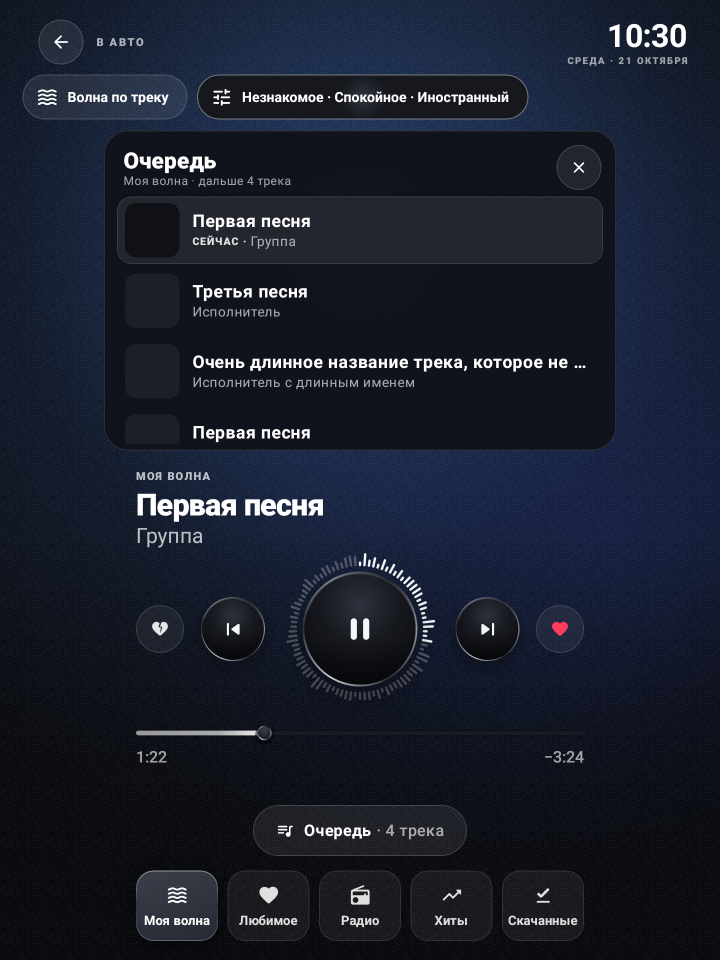 В АВТО
10:30
СРЕДА · 21 ОКТЯБРЯ
Волна по треку
Незнакомое · Спокойное · Иностранный
Очередь
Моя волна · дальше 4 трека
Первая песня
СЕЙЧАС · Группа
Третья песня
Исполнитель
Очень длинное название трека, которое не …
Исполнитель с длинным именем
Первая песня
МОЯ ВОЛНА
Первая песня
Группа
1:22
−3:24
Очередь · 4 трека
Моя волна
Любимое
Радио
Хиты
Скачанные